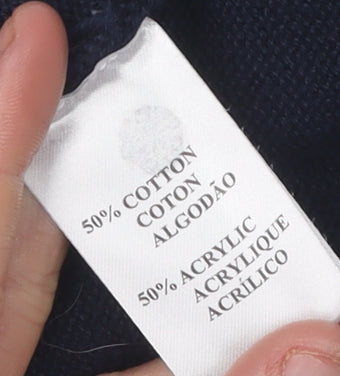 50% COTTON
COTON
ALGODÃO
50% ACRYLIC
ACRYLIQUE
ACRÍLICO